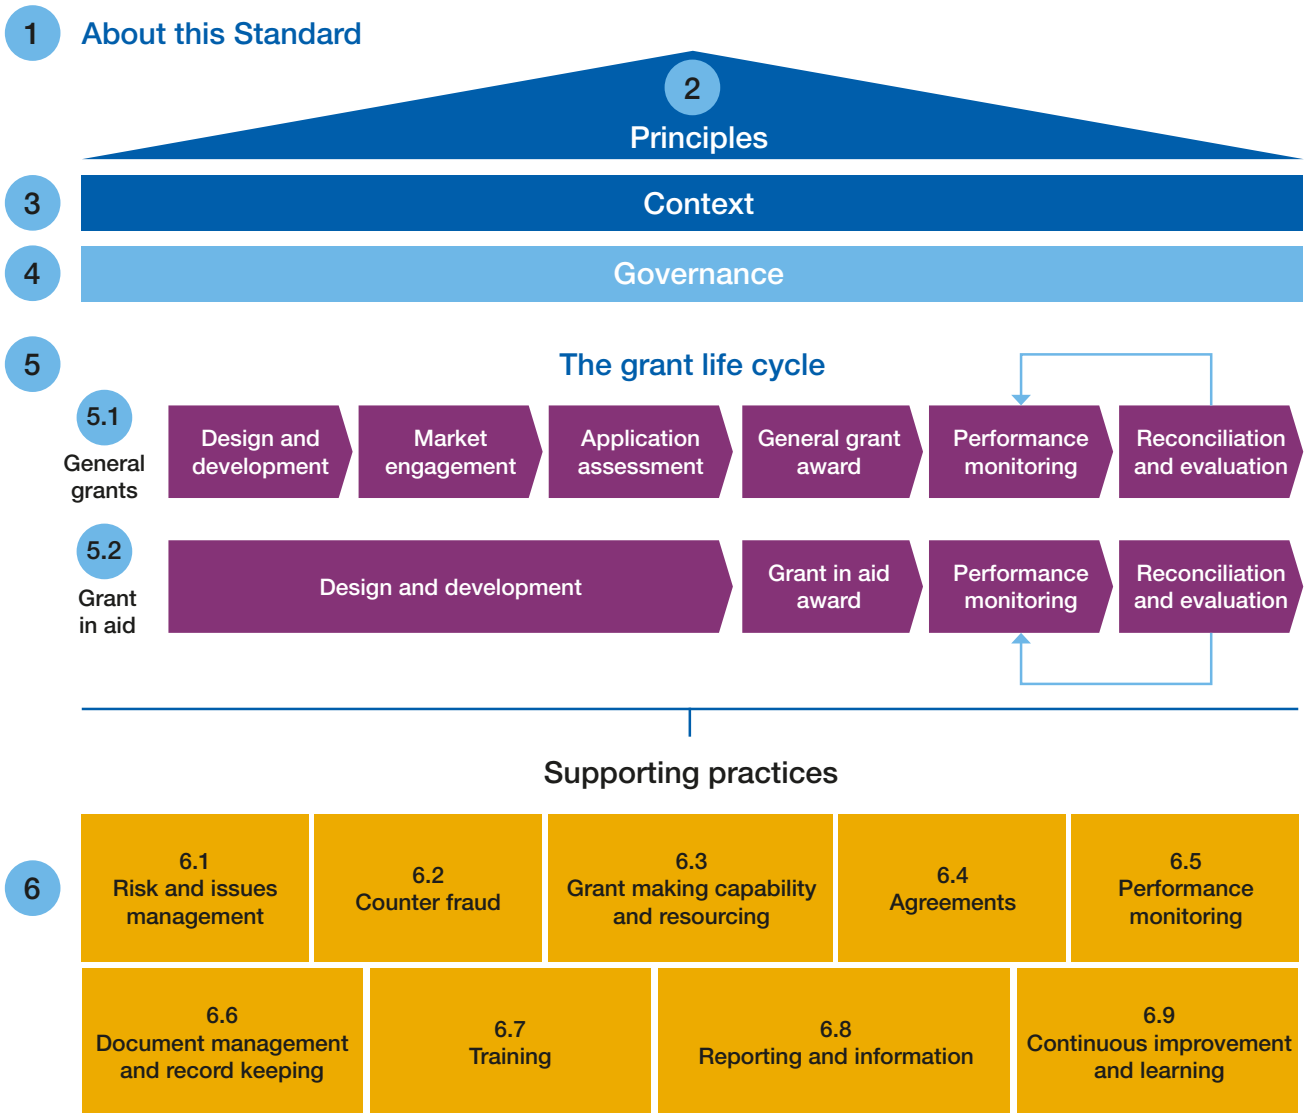 1 About this Standard
2
Principles
3 Context
4 Governance
5 The grant life cycle
5.1
General
grants
Design and
development
Market
engagement
Application
assessment
General grant
award
Performance
monitoring
Reconciliation
and evaluation
5.2
Grant
in aid
Design and development
Grant in aid
award
Performance
monitoring
Reconciliation
and evaluation
Supporting practices
6
6.1
Risk and issues
management
6.2
Counter fraud
6.3
Grant making capability
and resourcing
6.4
Agreements
6.5
Performance
monitoring
6.6
Document management
and record keeping
6.7
Training
6.8
Reporting and information
6.9
Continuous improvement
and learning